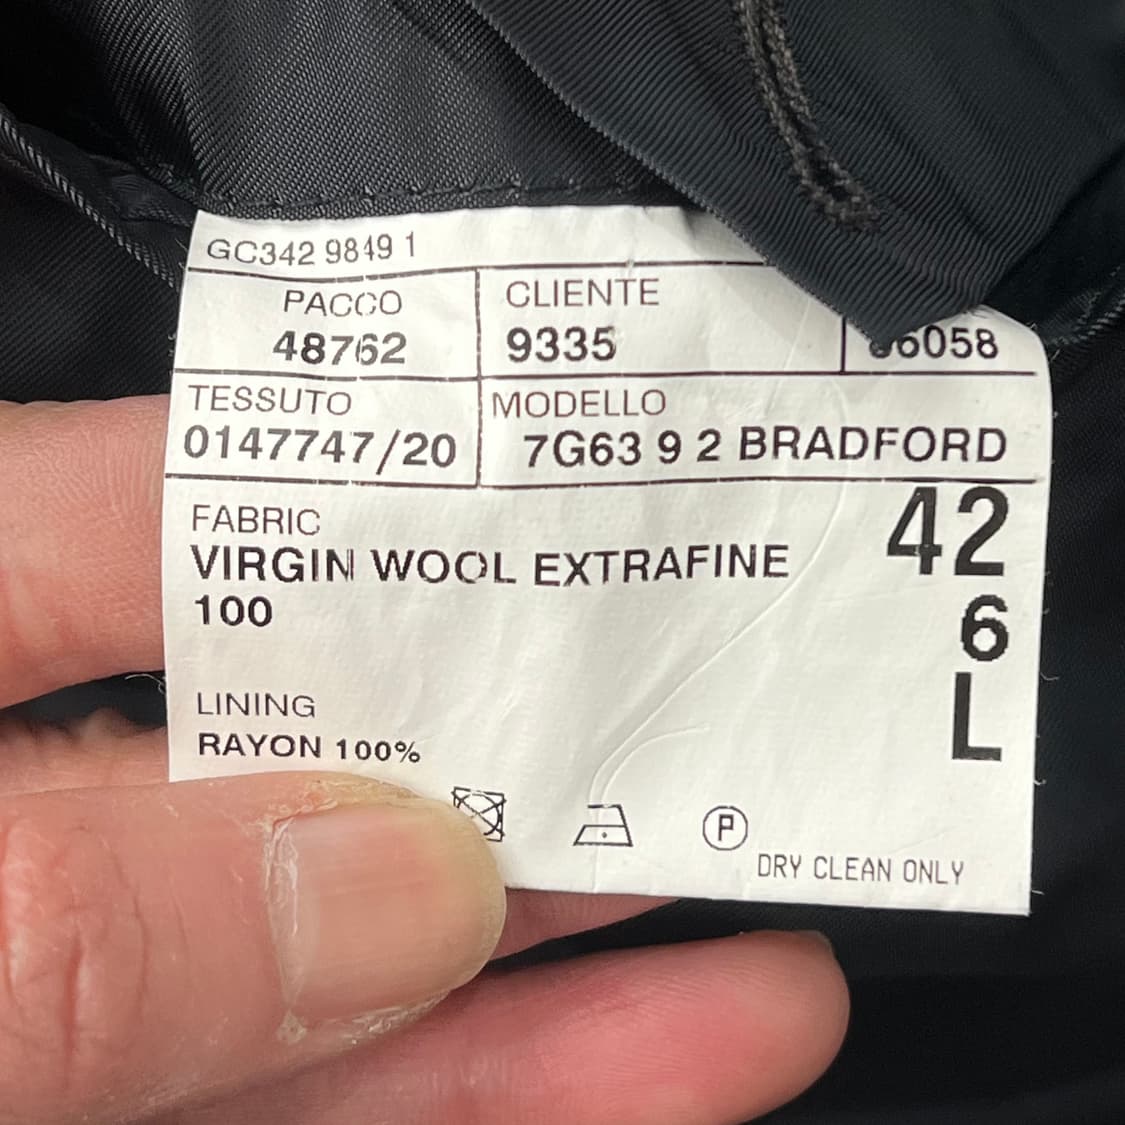 GC342 9849 1
PACCO
48762
CLIENTE
9335
6058
TESSUTO
0147747/20
MODELLO
7G63 9 2 BRADFORD
FABRIC
VIRGIN WOOL EXTRAFINE
100
42
6
L
LINING
RAYON 100%
P
DRY CLEAN ONLY